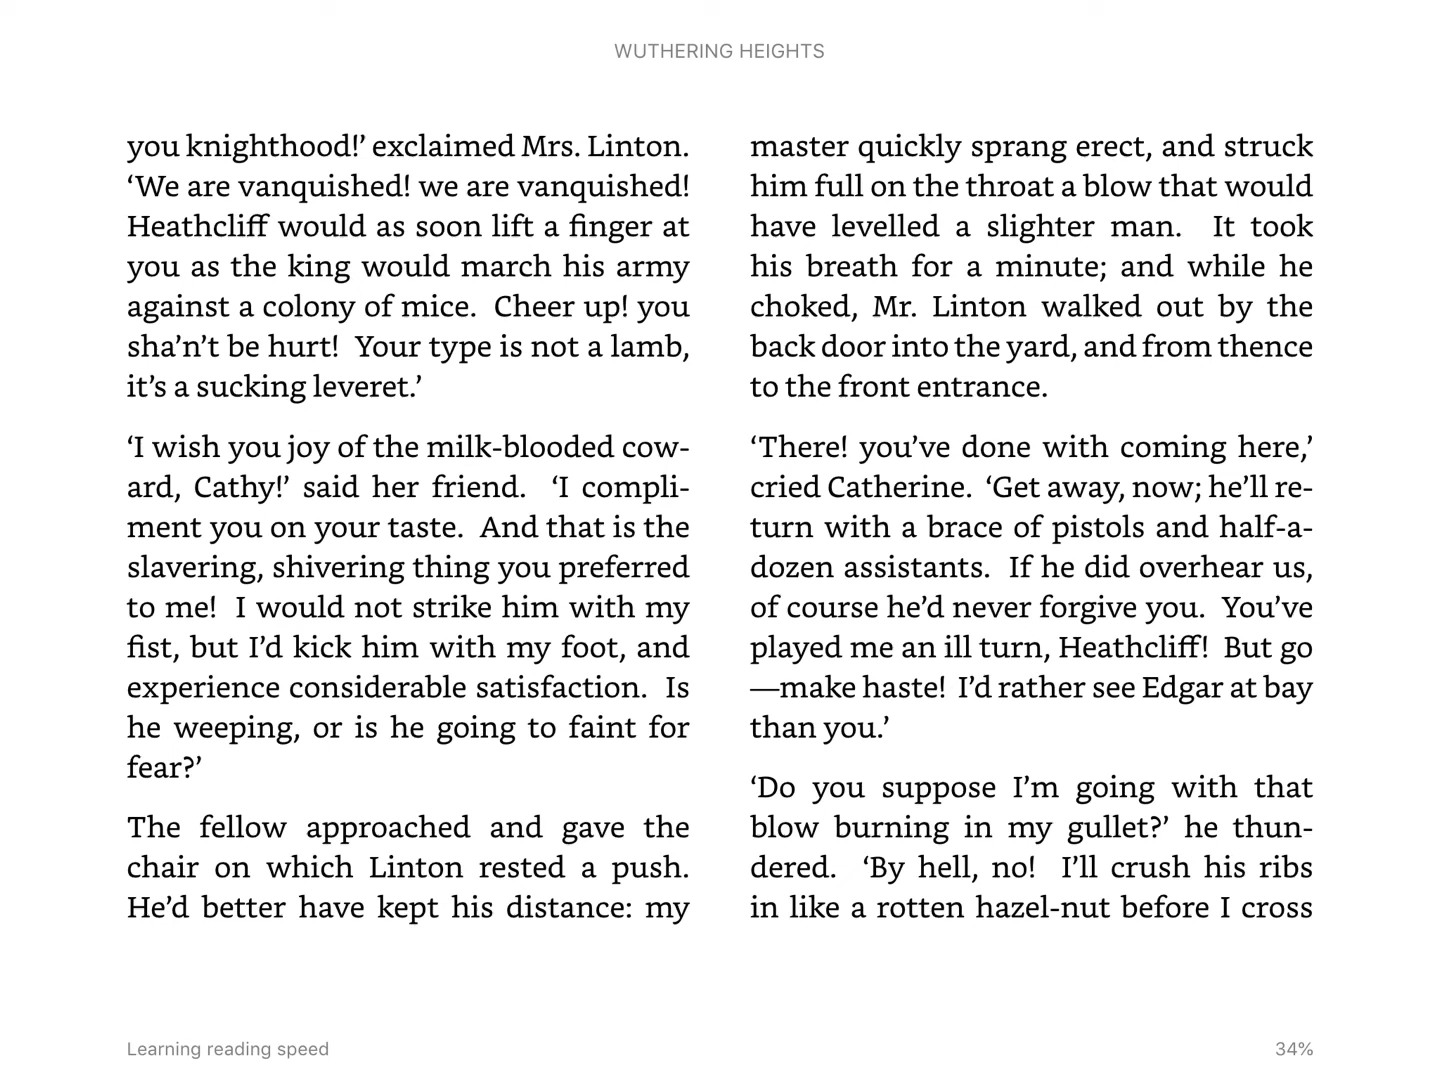 WUTHERING HEIGHTS
you knighthood!’ exclaimed Mrs. Linton.
‘We are vanquished! we are vanquished!
Heathcliff would as soon lift a finger at
you as the king would march his army
against a colony of mice.  Cheer up! you
sha’n’t be hurt!  Your type is not a lamb,
it’s a sucking leveret.’
‘I wish you joy of the milk-blooded cow-
ard, Cathy!’ said her friend.  ‘I compli-
ment you on your taste.  And that is the
slavering, shivering thing you preferred
to me!  I would not strike him with my
fist, but I’d kick him with my foot, and
experience considerable satisfaction.  Is
he weeping, or is he going to faint for
fear?’
The fellow approached and gave the
chair on which Linton rested a push.
He’d better have kept his distance: my
master quickly sprang erect, and struck
him full on the throat a blow that would
have levelled a slighter man.  It took
his breath for a minute; and while he
choked, Mr. Linton walked out by the
back door into the yard, and from thence
to the front entrance.
‘There! you’ve done with coming here,’
cried Catherine.  ‘Get away, now; he’ll re-
turn with a brace of pistols and half-a-
dozen assistants.  If he did overhear us,
of course he’d never forgive you.  You’ve
played me an ill turn, Heathcliff!  But go
—make haste!  I’d rather see Edgar at bay
than you.’
‘Do you suppose I’m going with that
blow burning in my gullet?’ he thun-
dered.  ‘By hell, no!  I’ll crush his ribs
in like a rotten hazel-nut before I cross
Learning reading speed
34%